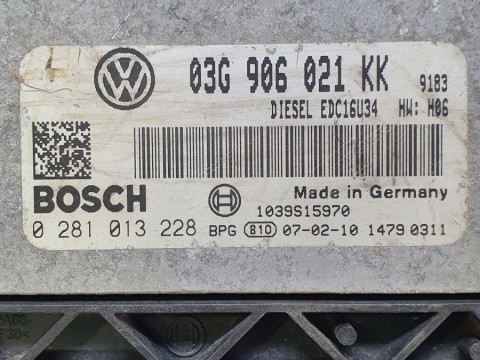 03G 906 021 KK 9183
DIESEL EDC16U34 HW: H06
BOSCH
Made in Germany
1039S15970
0 281 013 228 BPG 810 07-02-10 1479 0311